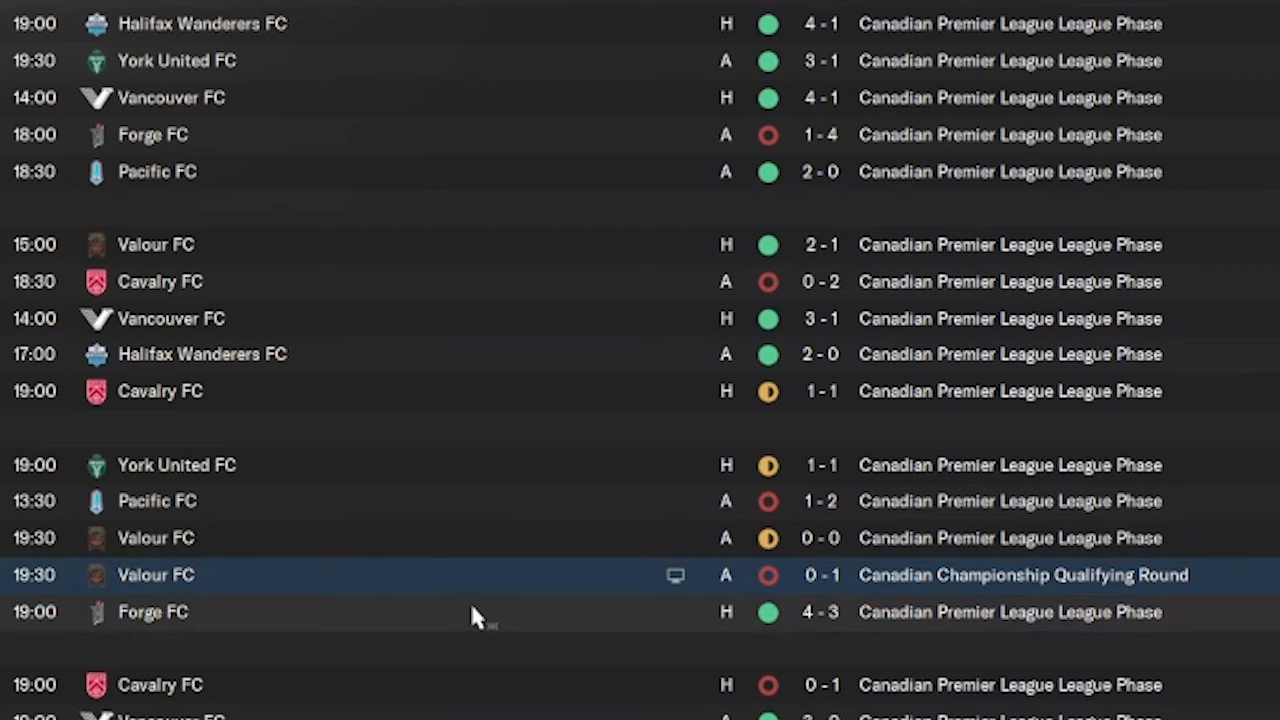 19:00 Halifax Wanderers FC H 4 - 1 Canadian Premier League League Phase
19:30 York United FC A 3 - 1 Canadian Premier League League Phase
14:00 Vancouver FC H 4 - 1 Canadian Premier League League Phase
18:00 Forge FC A 1 - 4 Canadian Premier League League Phase
18:30 Pacific FC A 2 - 0 Canadian Premier League League Phase
15:00 Valour FC H 2 - 1 Canadian Premier League League Phase
18:30 Cavalry FC A 0 - 2 Canadian Premier League League Phase
14:00 Vancouver FC H 3 - 1 Canadian Premier League League Phase
17:00 Halifax Wanderers FC A 2 - 0 Canadian Premier League League Phase
19:00 Cavalry FC H 1 - 1 Canadian Premier League League Phase
19:00 York United FC H 1 - 1 Canadian Premier League League Phase
13:30 Pacific FC A 1 - 2 Canadian Premier League League Phase
19:30 Valour FC A 0 - 0 Canadian Premier League League Phase
19:30 Valour FC A 0 - 1 Canadian Championship Qualifying Round
19:00 Forge FC H 4 - 3 Canadian Premier League League Phase
19:00 Cavalry FC H 0 - 1 Canadian Premier League League Phase
Vancouver FC A Canadian Premier League League Phase